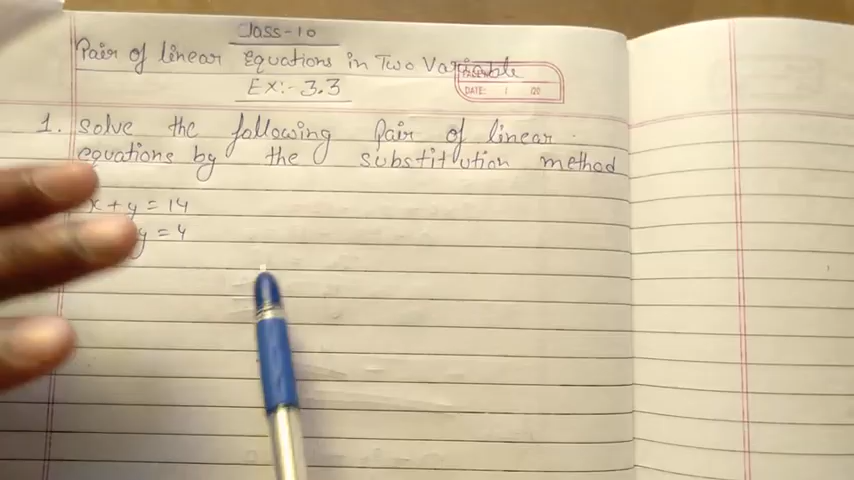 Class-10
Pair of linear Equations in Two Variable
EX:- 3.3
DATE: / /20
1. Solve the following Pair of linear
equations by the substitution method
x + y = 14
y = 4